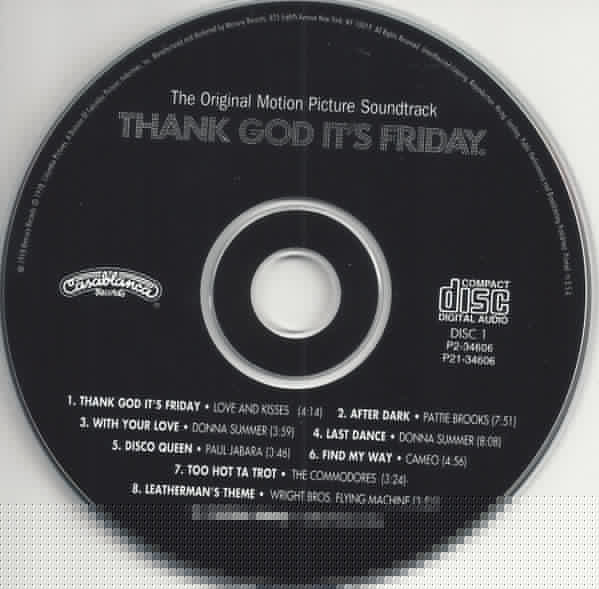 The Original Motion Picture Soundtrack
THANK GOD IT'S FRIDAY.
Casablanca
Records
COMPACT
disc
DIGITAL AUDIO
DISC 1
P2-34606
P21-34606
1. THANK GOD IT'S FRIDAY • LOVE AND KISSES (4:14) 2. AFTER DARK • PATTIE BROOKS (7:51)
3. WITH YOUR LOVE • DONNA SUMMER (3:59) 4. LAST DANCE • DONNA SUMMER (8:08)
5. DISCO QUEEN • PAUL JABARA (3:46) 6. FIND MY WAY • CAMEO (4:56)
7. TOO HOT TA TROT • THE COMMODORES (3:24)
8. LEATHERMAN'S THEME • WRIGHT BROS. FLYING MACHINE